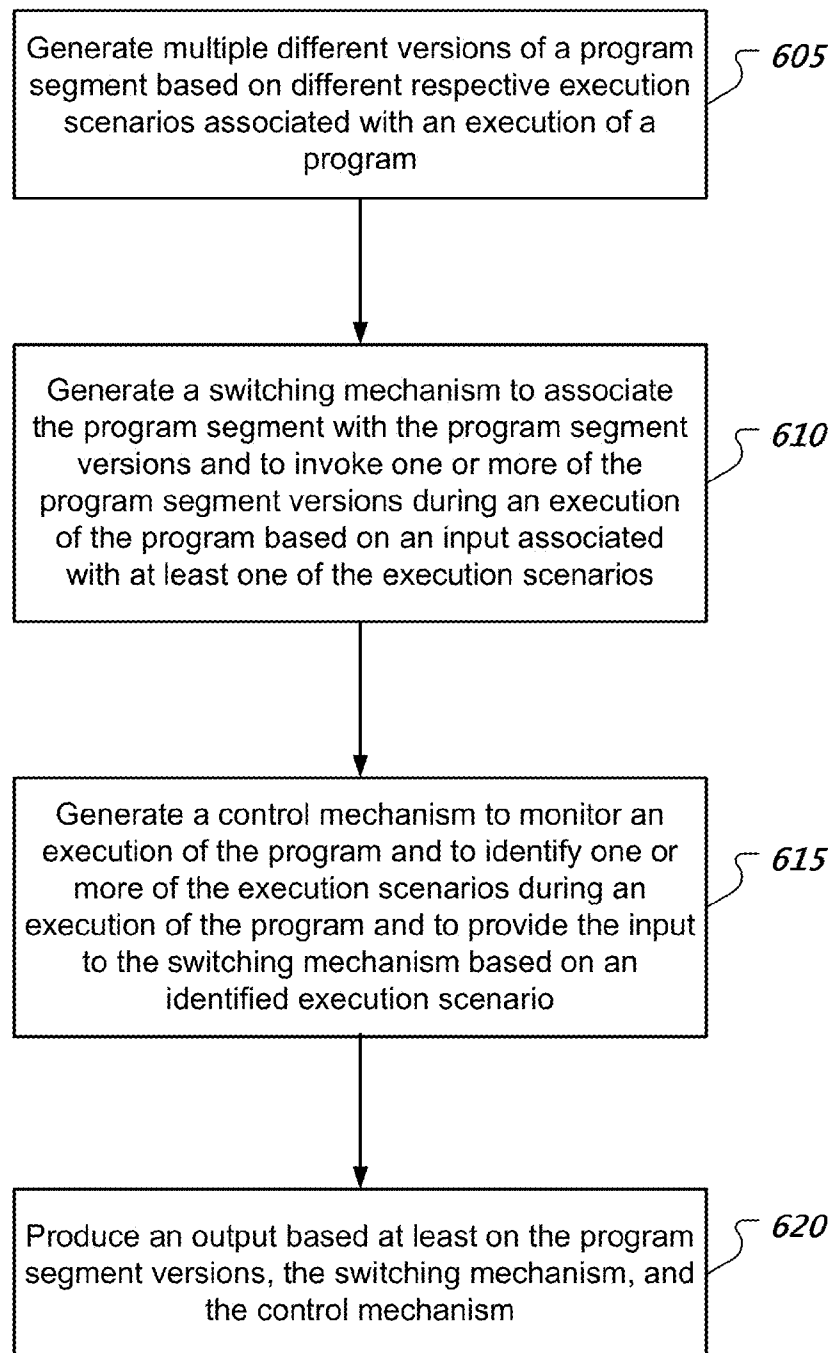 Generate multiple different versions of a program
segment based on different respective execution
scenarios associated with an execution of a
program
605
Generate a switching mechanism to associate
the program segment with the program segment
versions and to invoke one or more of the
program segment versions during an execution
of the program based on an input associated
with at least one of the execution scenarios
610
Generate a control mechanism to monitor an
execution of the program and to identify one or
more of the execution scenarios during an
execution of the program and to provide the input
to the switching mechanism based on an
identified execution scenario
615
Produce an output based at least on the program
segment versions, the switching mechanism, and
the control mechanism
620